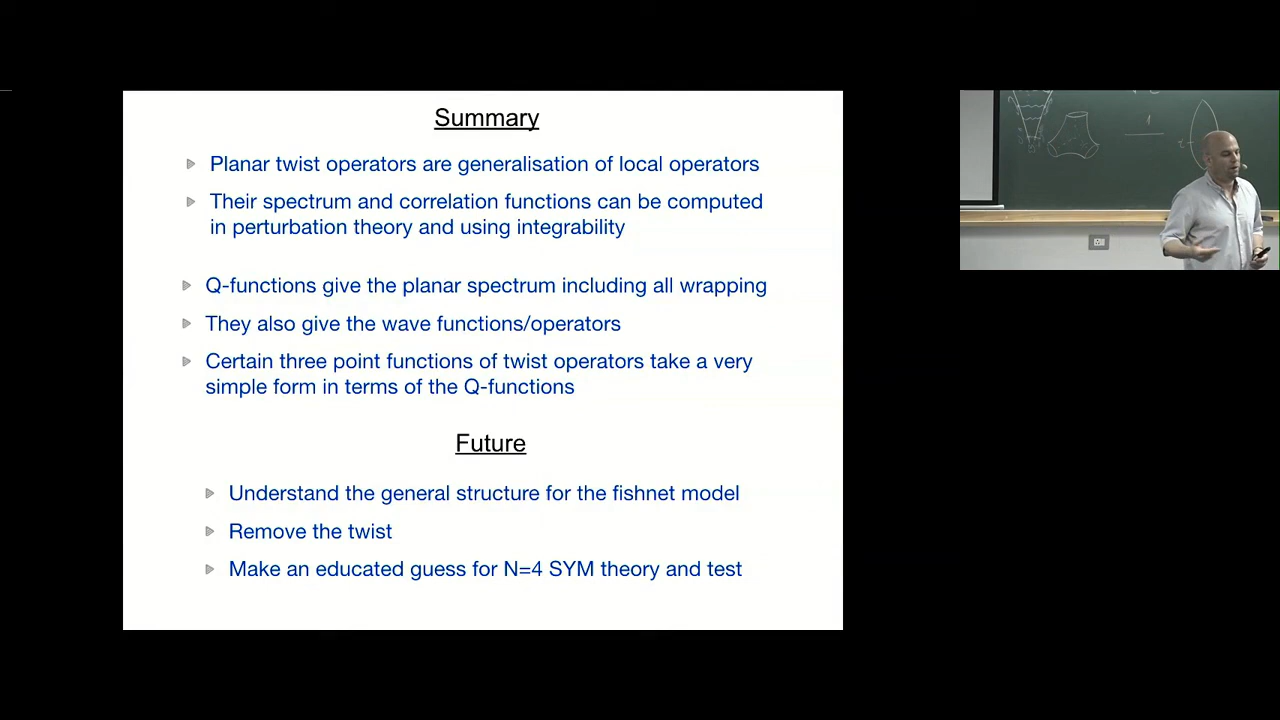 Summary
Planar twist operators are generalisation of local operators
Their spectrum and correlation functions can be computed
in perturbation theory and using integrability
Q-functions give the planar spectrum including all wrapping
They also give the wave functions/operators
Certain three point functions of twist operators take a very
simple form in terms of the Q-functions
Future
Understand the general structure for the fishnet model
Remove the twist
Make an educated guess for N=4 SYM theory and test